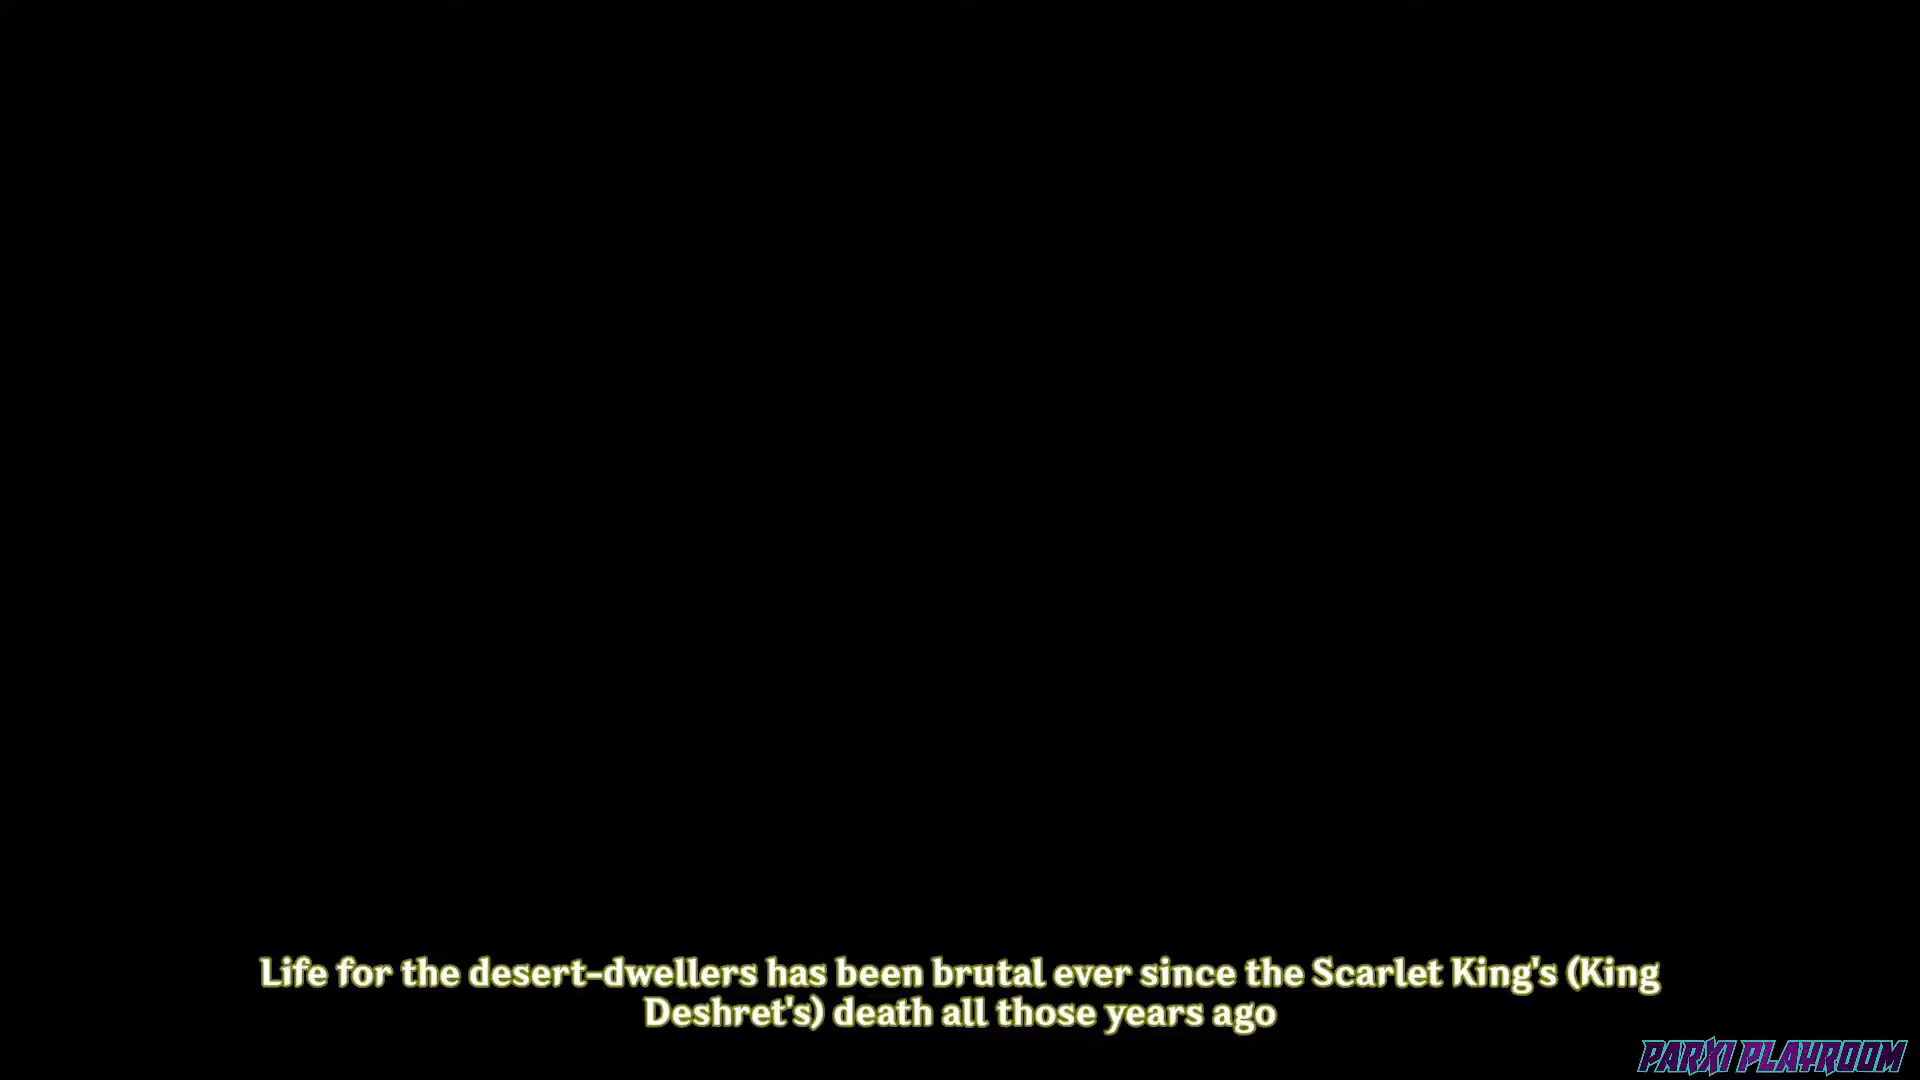 Life for the desert-dwellers has been brutal ever since the Scarlet King's (King
Deshret's) death all those years ago
PARXI PLAYROOM